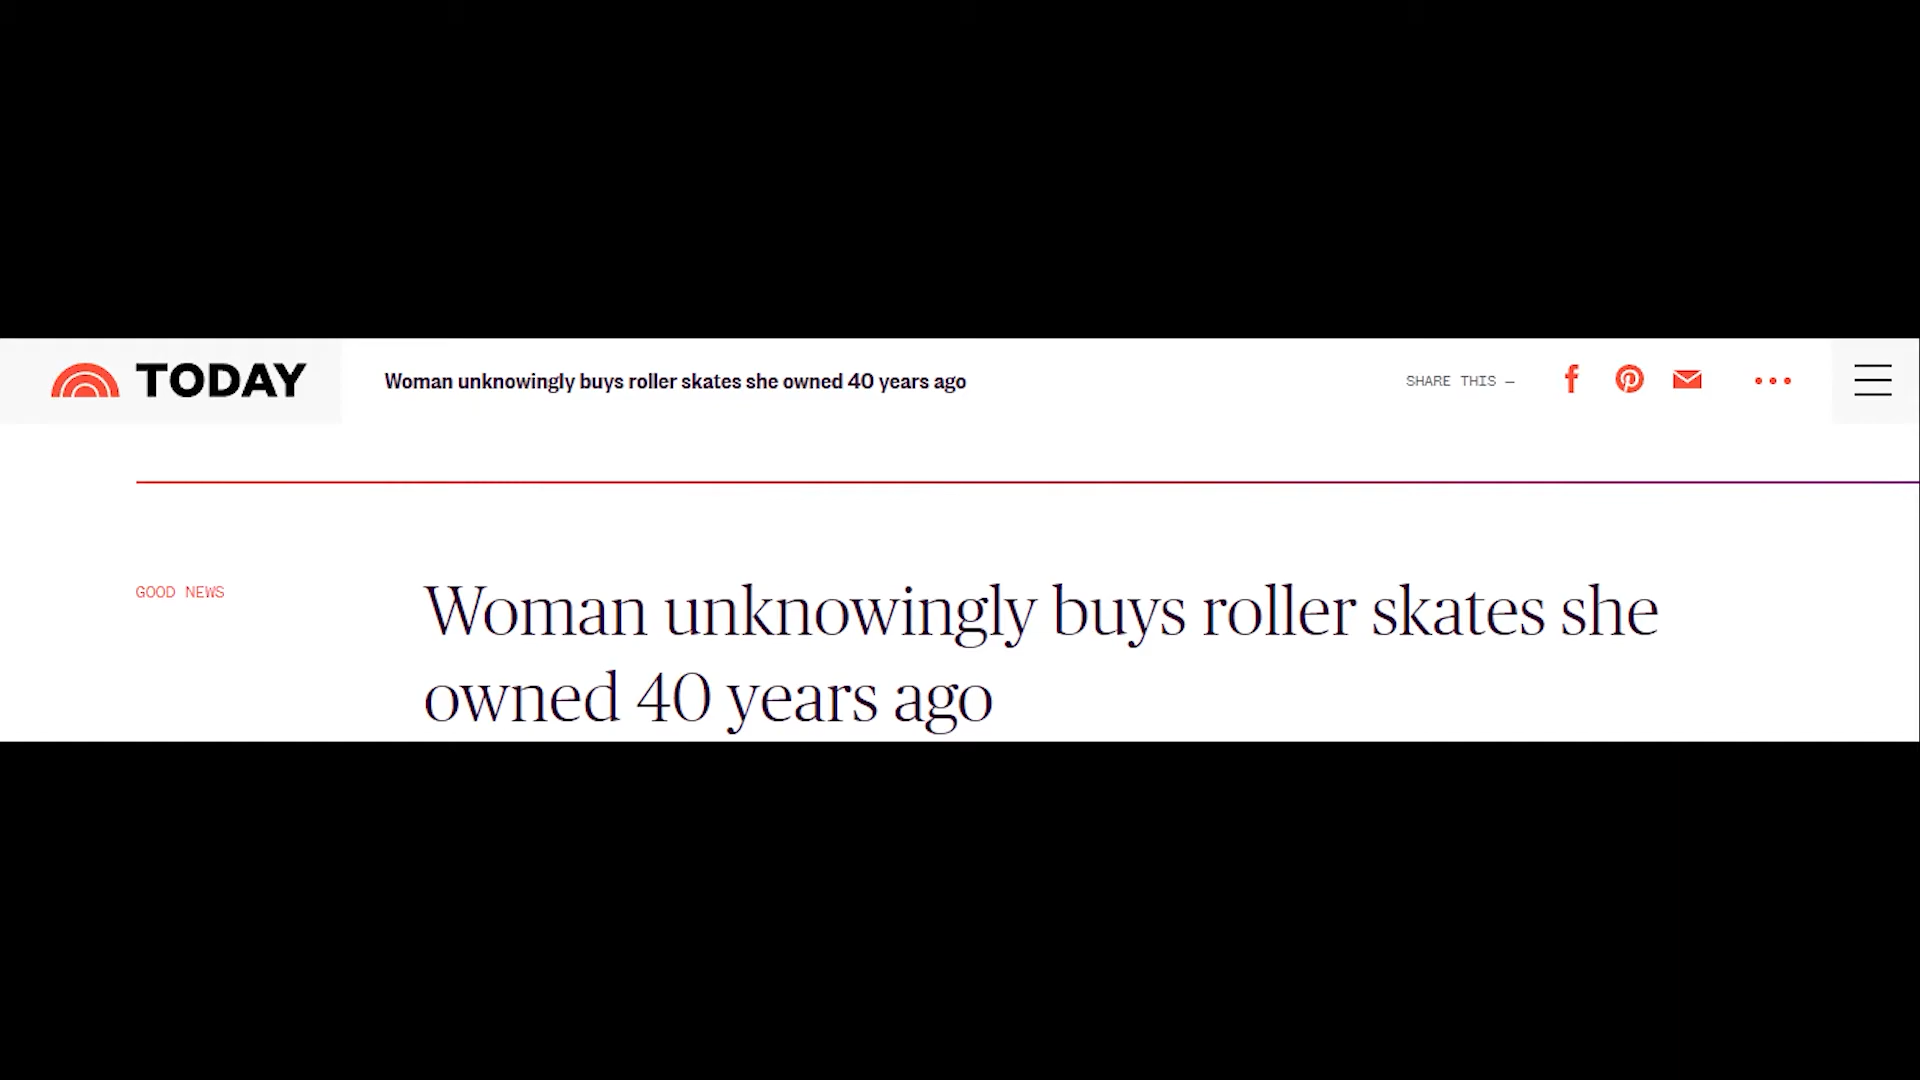 TODAY
Woman unknowingly buys roller skates she owned 40 years ago
SHARE THIS —
GOOD NEWS
Woman unknowingly buys roller skates she
owned 40 years ago